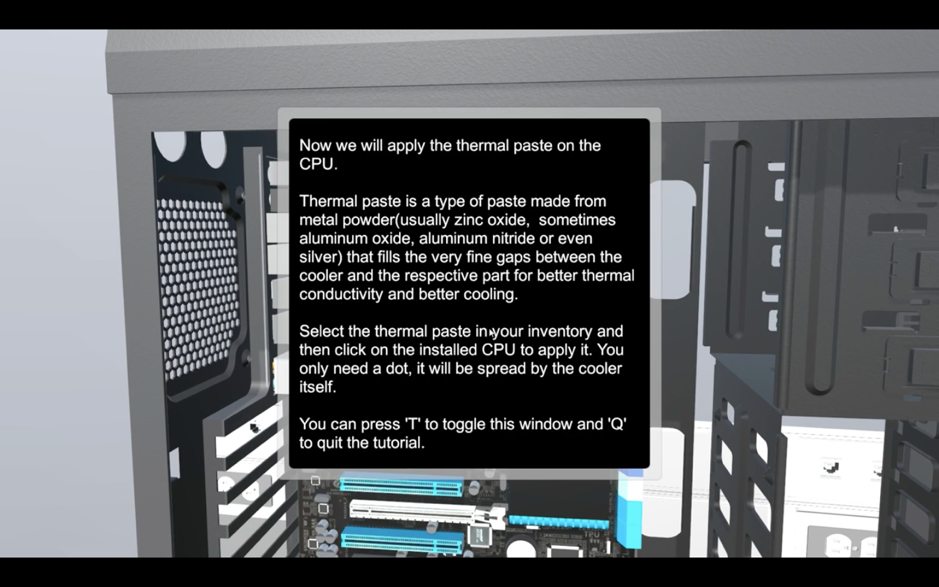 Now we will apply the thermal paste on the
CPU.
Thermal paste is a type of paste made from
metal powder(usually zinc oxide, sometimes
aluminum oxide, aluminum nitride or even
silver) that fills the very fine gaps between the
cooler and the respective part for better thermal
conductivity and better cooling.
Select the thermal paste in your inventory and
then click on the installed CPU to apply it. You
only need a dot, it will be spread by the cooler
itself.
You can press 'T' to toggle this window and 'Q'
to quit the tutorial.